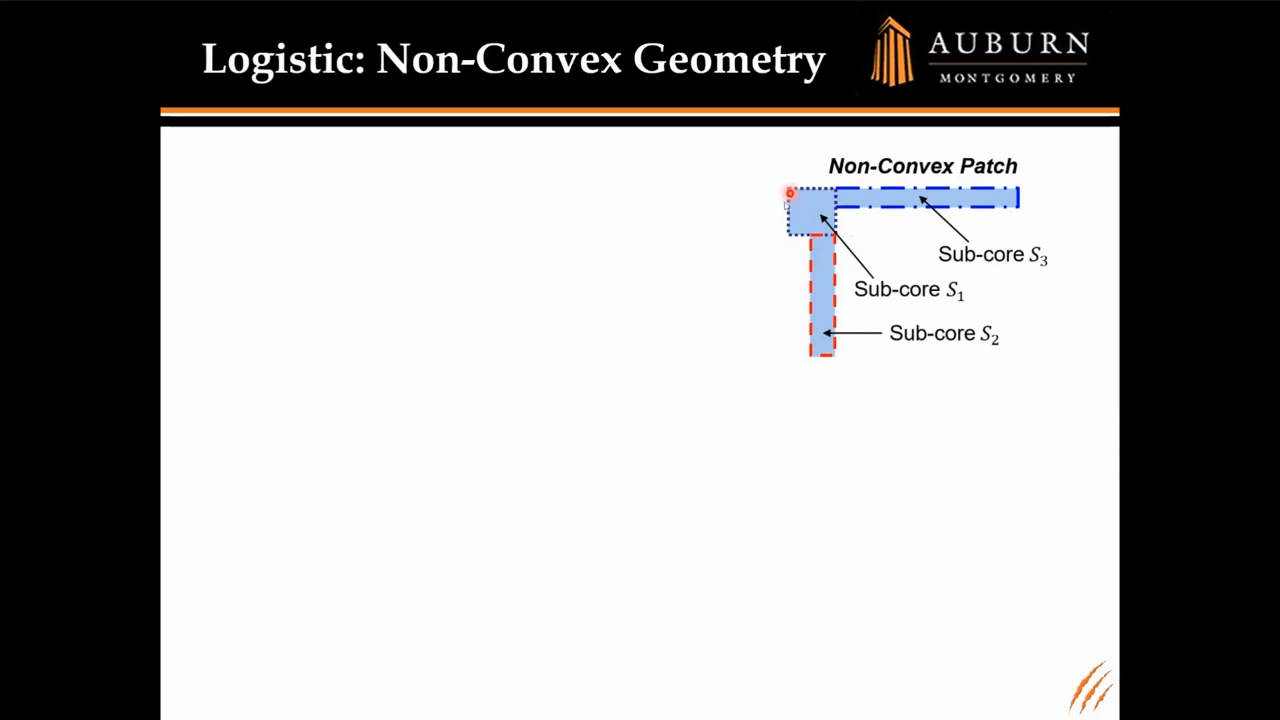 Logistic: Non-Convex Geometry
AUBURN
MONTGOMERY
Non-Convex Patch
Sub-core S₃
Sub-core S₁
Sub-core S₂